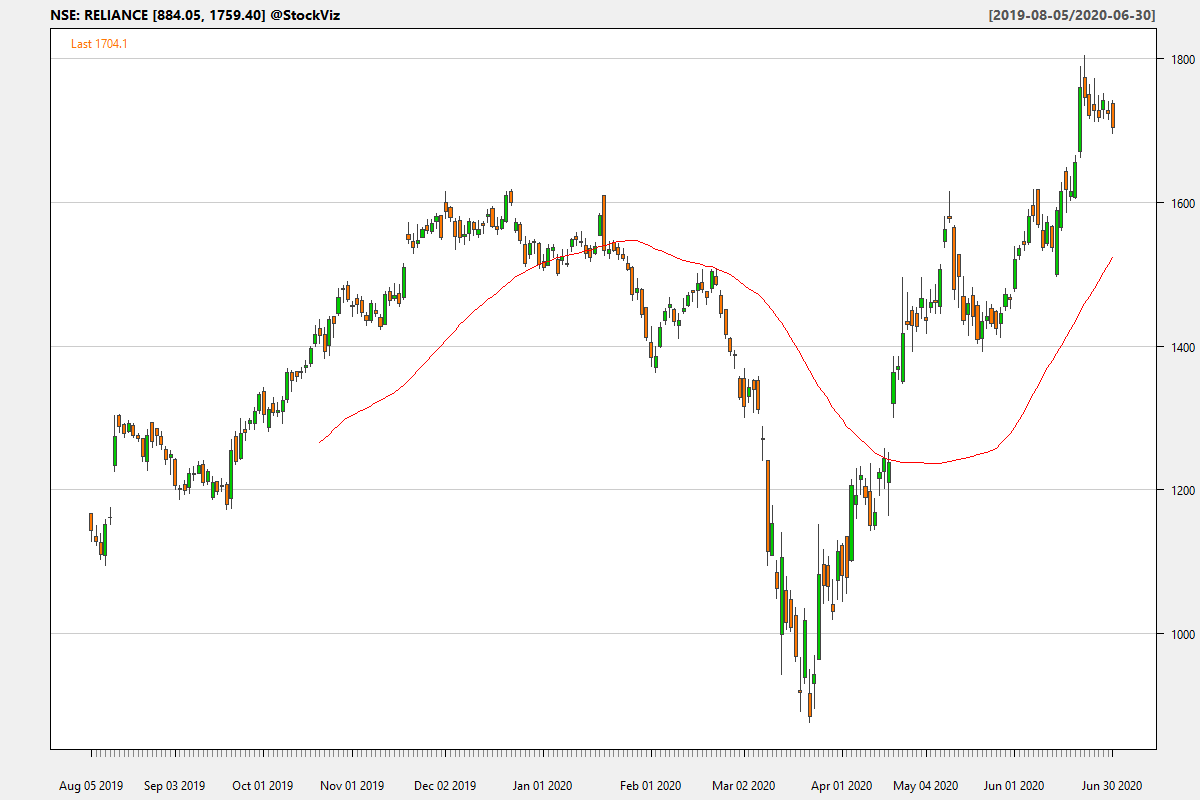 NSE: RELIANCE [884.05, 1759.40] @StockViz [2019-08-05/2020-06-30]
Last 1704.1
1800
1600
1400
1200
1000
Aug 05 2019 Sep 03 2019 Oct 01 2019 Nov 01 2019 Dec 02 2019 Jan 01 2020 Feb 01 2020 Mar 02 2020 Apr 01 2020 May 04 2020 Jun 01 2020 Jun 30 2020